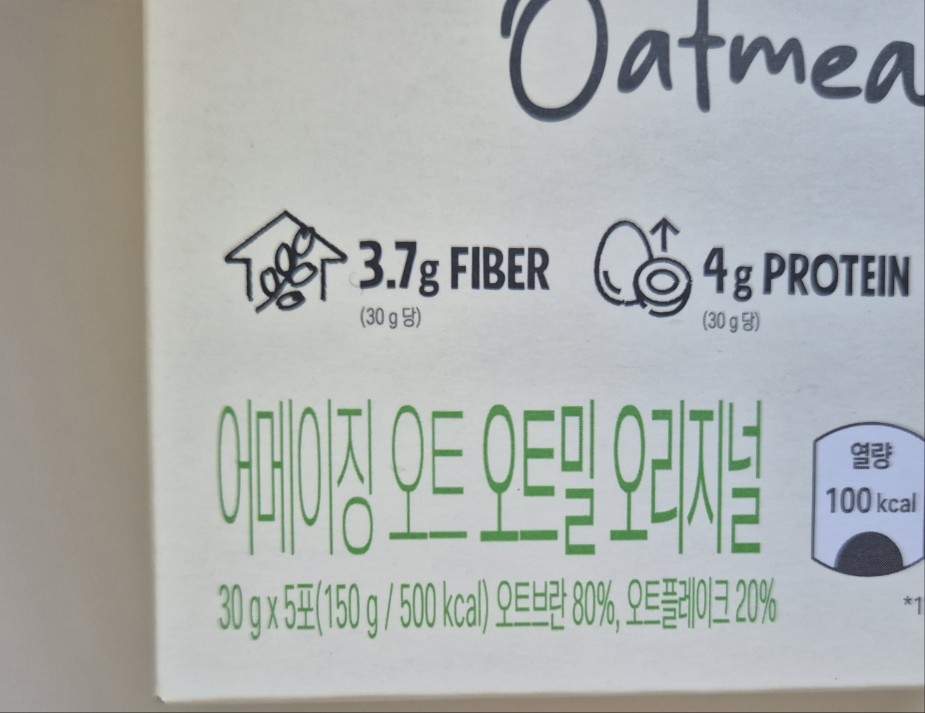 Oatmea
3.7g FIBER
(30 g 당)
4g PROTEIN
(30 g 당)
어메이징 오트 오트밀 오리지널
30 g x 5포(150 g / 500 kcal) 오트브란 80%, 오트플레이크 20%
열량
100 kcal
*1